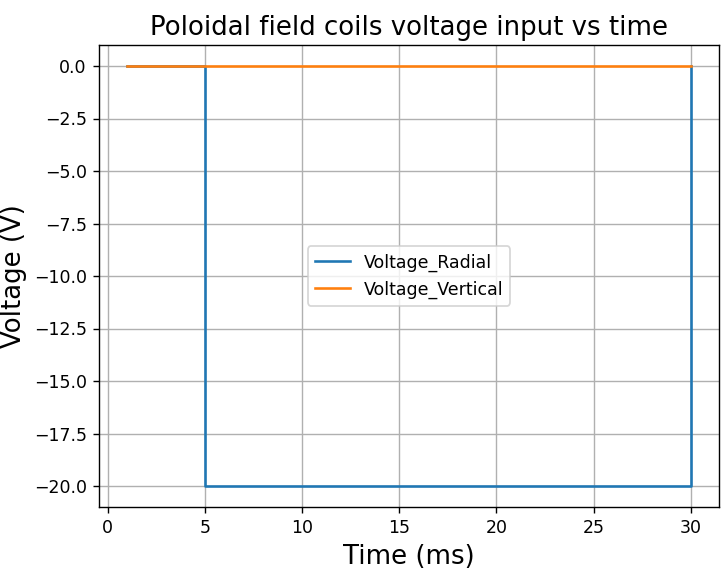 Poloidal field coils voltage input vs time
0.0
−2.5
−5.0
−7.5
−10.0
−12.5
−15.0
−17.5
−20.0
Voltage (V)
Voltage_Radial
Voltage_Vertical
0 5 10 15 20 25 30
Time (ms)